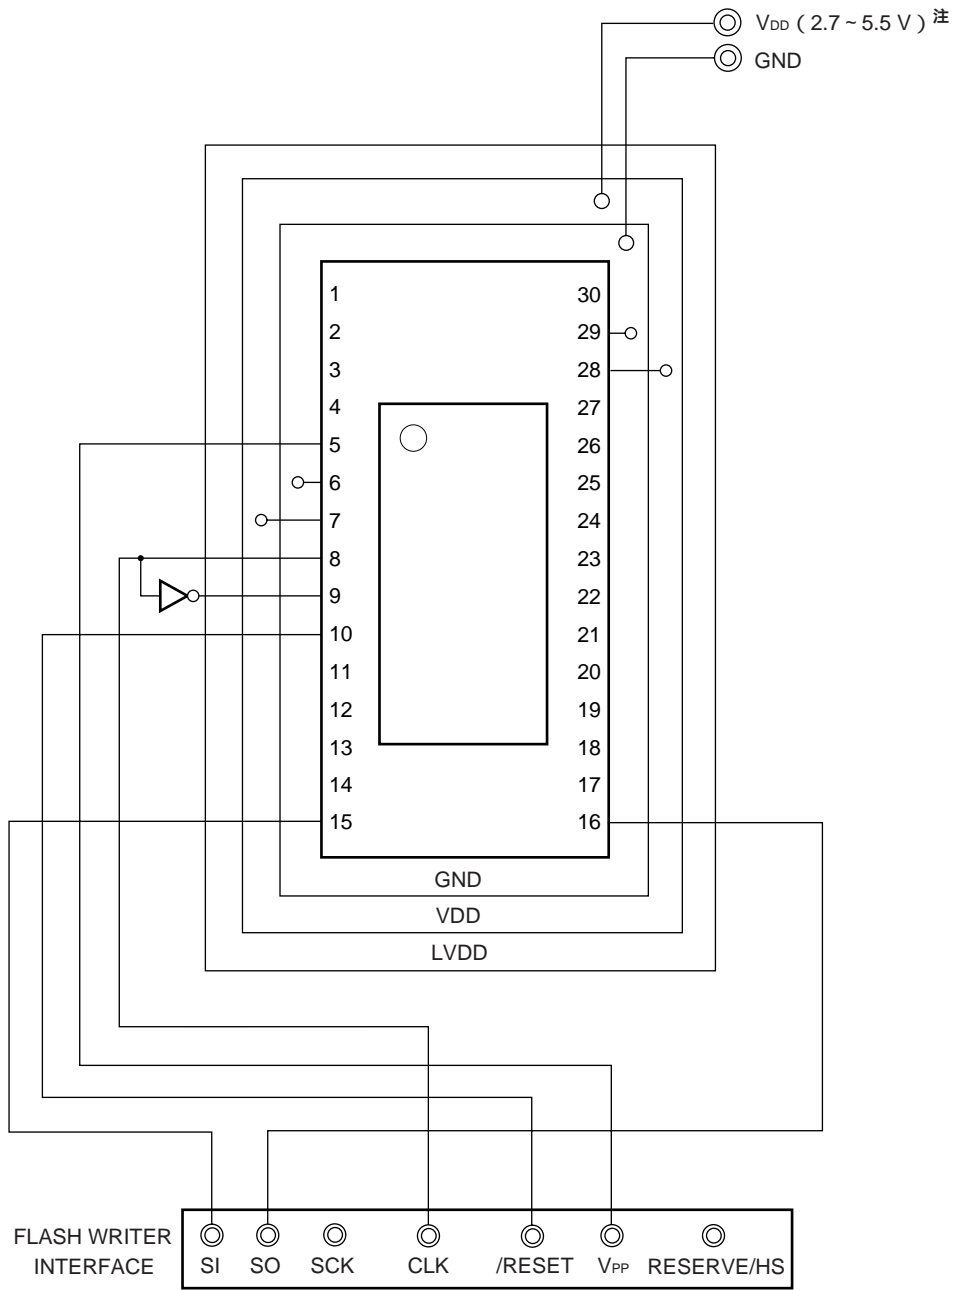 VDD ( 2.7 ~ 5.5 V ) 注
GND
1 30
2 29
3 28
4 27
5 26
6 25
7 24
8 23
9 22
10 21
11 20
12 19
13 18
14 17
15 16
GND
VDD
LVDD
FLASH WRITER
INTERFACE
SI SO SCK CLK /RESET VPP RESERVE/HS